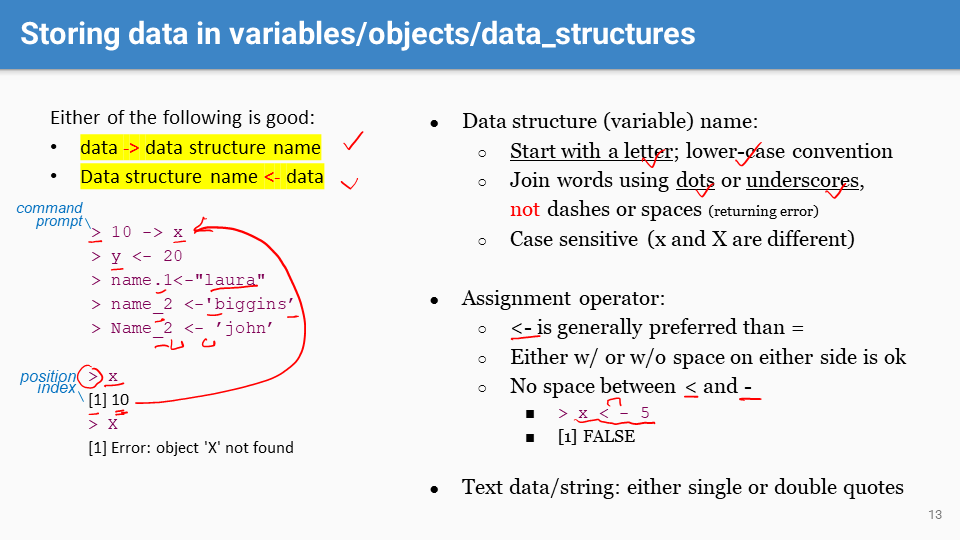 Storing data in variables/objects/data_structures
Either of the following is good:
• data -> data structure name
• Data structure name <- data
command
prompt
> 10 -> x
> y <- 20
> name.1<-"laura"
> name_2 <-'biggins’
> Name_2 <- ’john’
position
index
> x
[1] 10
> X
[1] Error: object 'X' not found
● Data structure (variable) name:
○ Start with a letter; lower-case convention
○ Join words using dots or underscores,
not dashes or spaces (returning error)
○ Case sensitive (x and X are different)
● Assignment operator:
○ <- is generally preferred than =
○ Either w/ or w/o space on either side is ok
○ No space between < and -
■ > x < - 5
■ [1] FALSE
● Text data/string: either single or double quotes
13